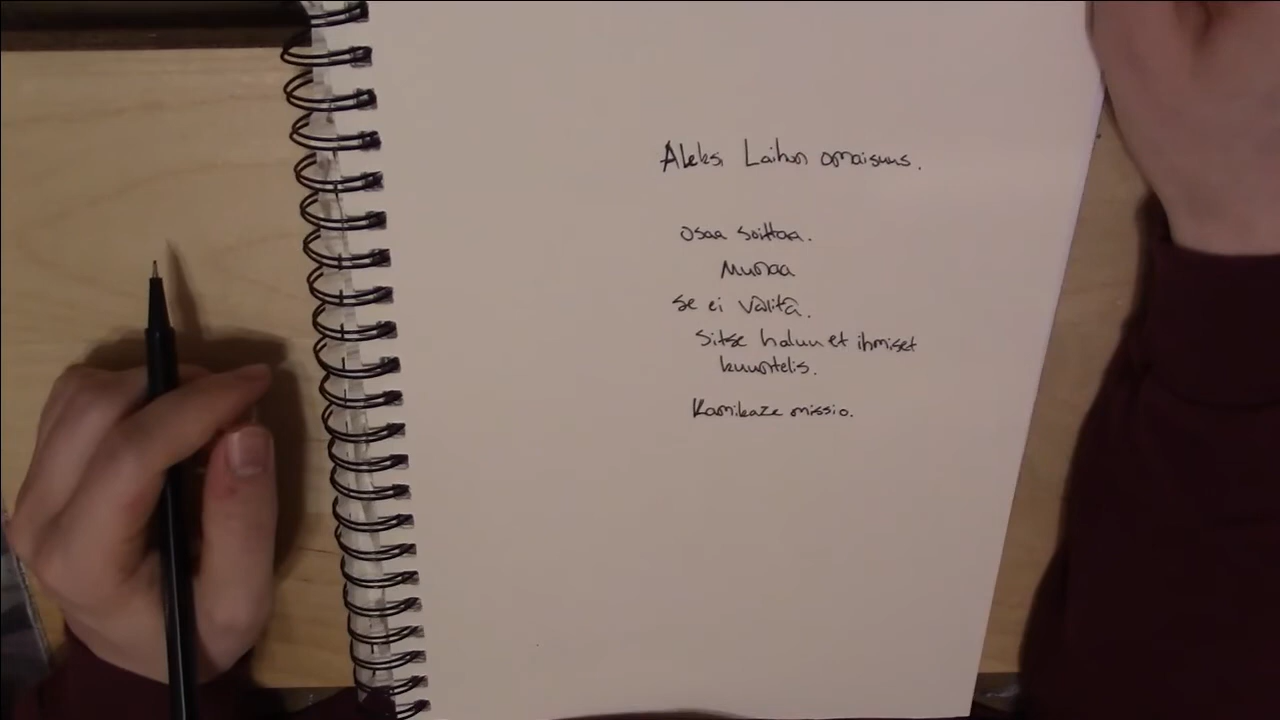 Aleksi Laihon omaisuus.
osaa soittaa.
Munaa
se ei välitä.
Sitse haluu et ihmiset
kuuntelis.
Kamikaze missio.